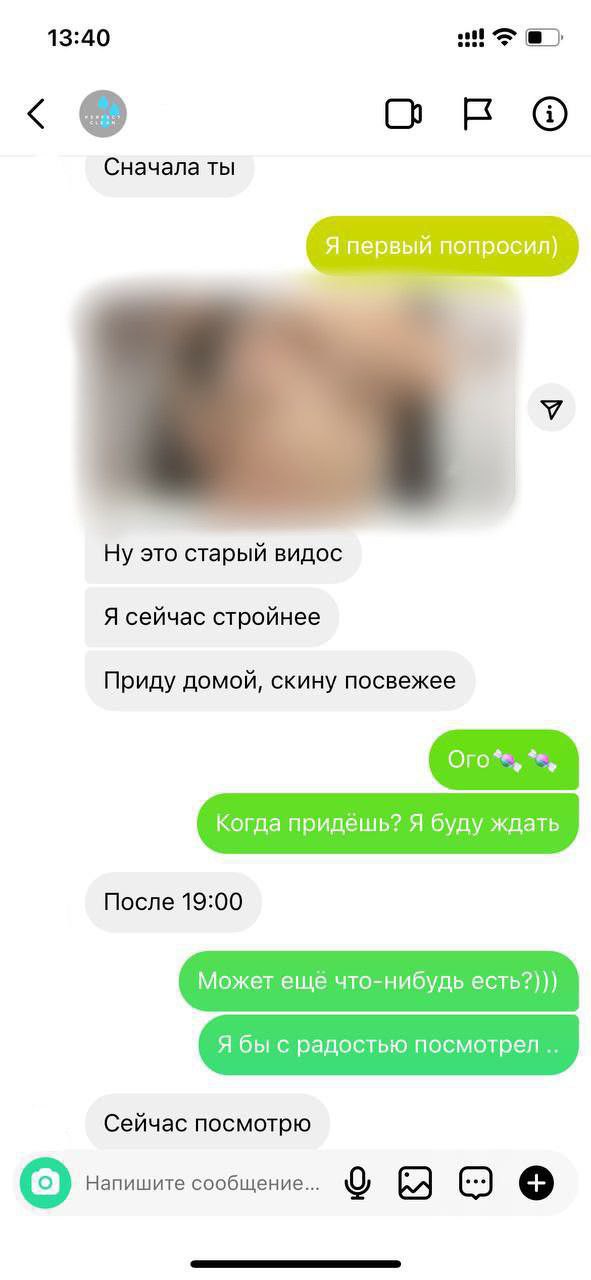 13:40
PERFECT
CLEAN
Сначала ты
Я первый попросил)
Ну это старый видос
Я сейчас стройнее
Приду домой, скину посвежее
Ого🍬 🍬
Когда придёшь? Я буду ждать
После 19:00
Может ещё что-нибудь есть?)))
Я бы с радостью посмотрел ..
Сейчас посмотрю
Напишите сообщение...